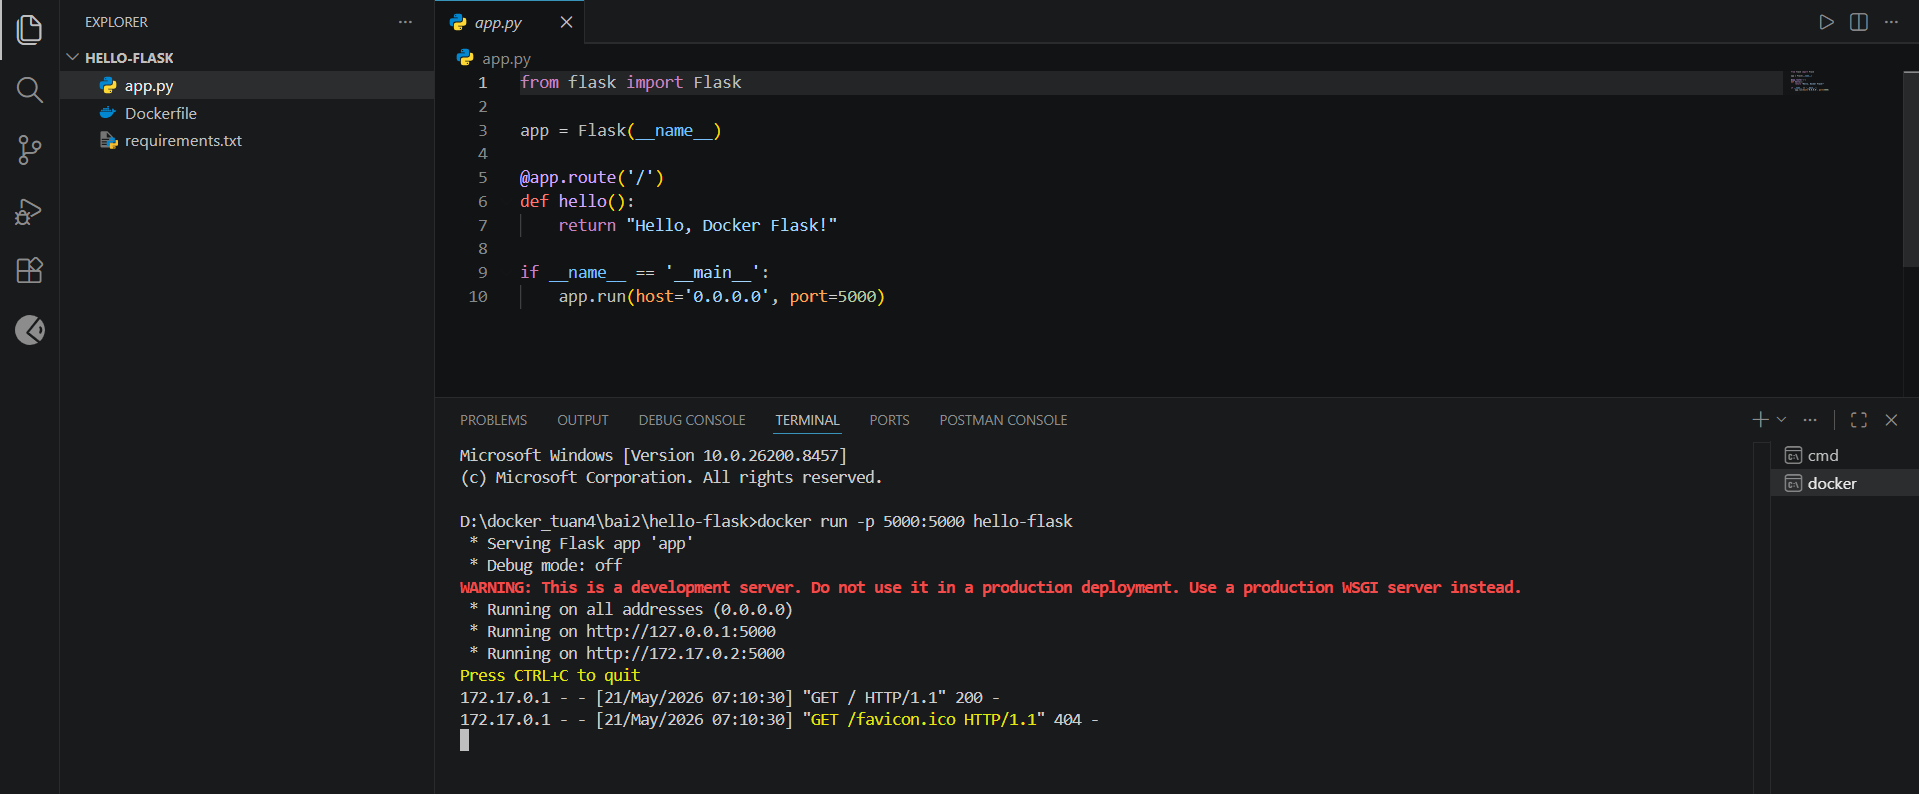 EXPLORER
HELLO-FLASK
app.py
Dockerfile
requirements.txt
app.py
app.py
1 from flask import Flask
2
3 app = Flask(__name__)
4
5 @app.route('/')
6 def hello():
7 return "Hello, Docker Flask!"
8
9 if __name__ == '__main__':
10 app.run(host='0.0.0.0', port=5000)
PROBLEMS OUTPUT DEBUG CONSOLE TERMINAL PORTS POSTMAN CONSOLE
Microsoft Windows [Version 10.0.26200.8457]
(c) Microsoft Corporation. All rights reserved.
D:\docker_tuan4\bai2\hello-flask>docker run -p 5000:5000 hello-flask
* Serving Flask app 'app'
* Debug mode: off
WARNING: This is a development server. Do not use it in a production deployment. Use a production WSGI server instead.
* Running on all addresses (0.0.0.0)
* Running on http://127.0.0.1:5000
* Running on http://172.17.0.2:5000
Press CTRL+C to quit
172.17.0.1 - - [21/May/2026 07:10:30] "GET / HTTP/1.1" 200 -
172.17.0.1 - - [21/May/2026 07:10:30] "GET /favicon.ico HTTP/1.1" 404 -
cmd
docker